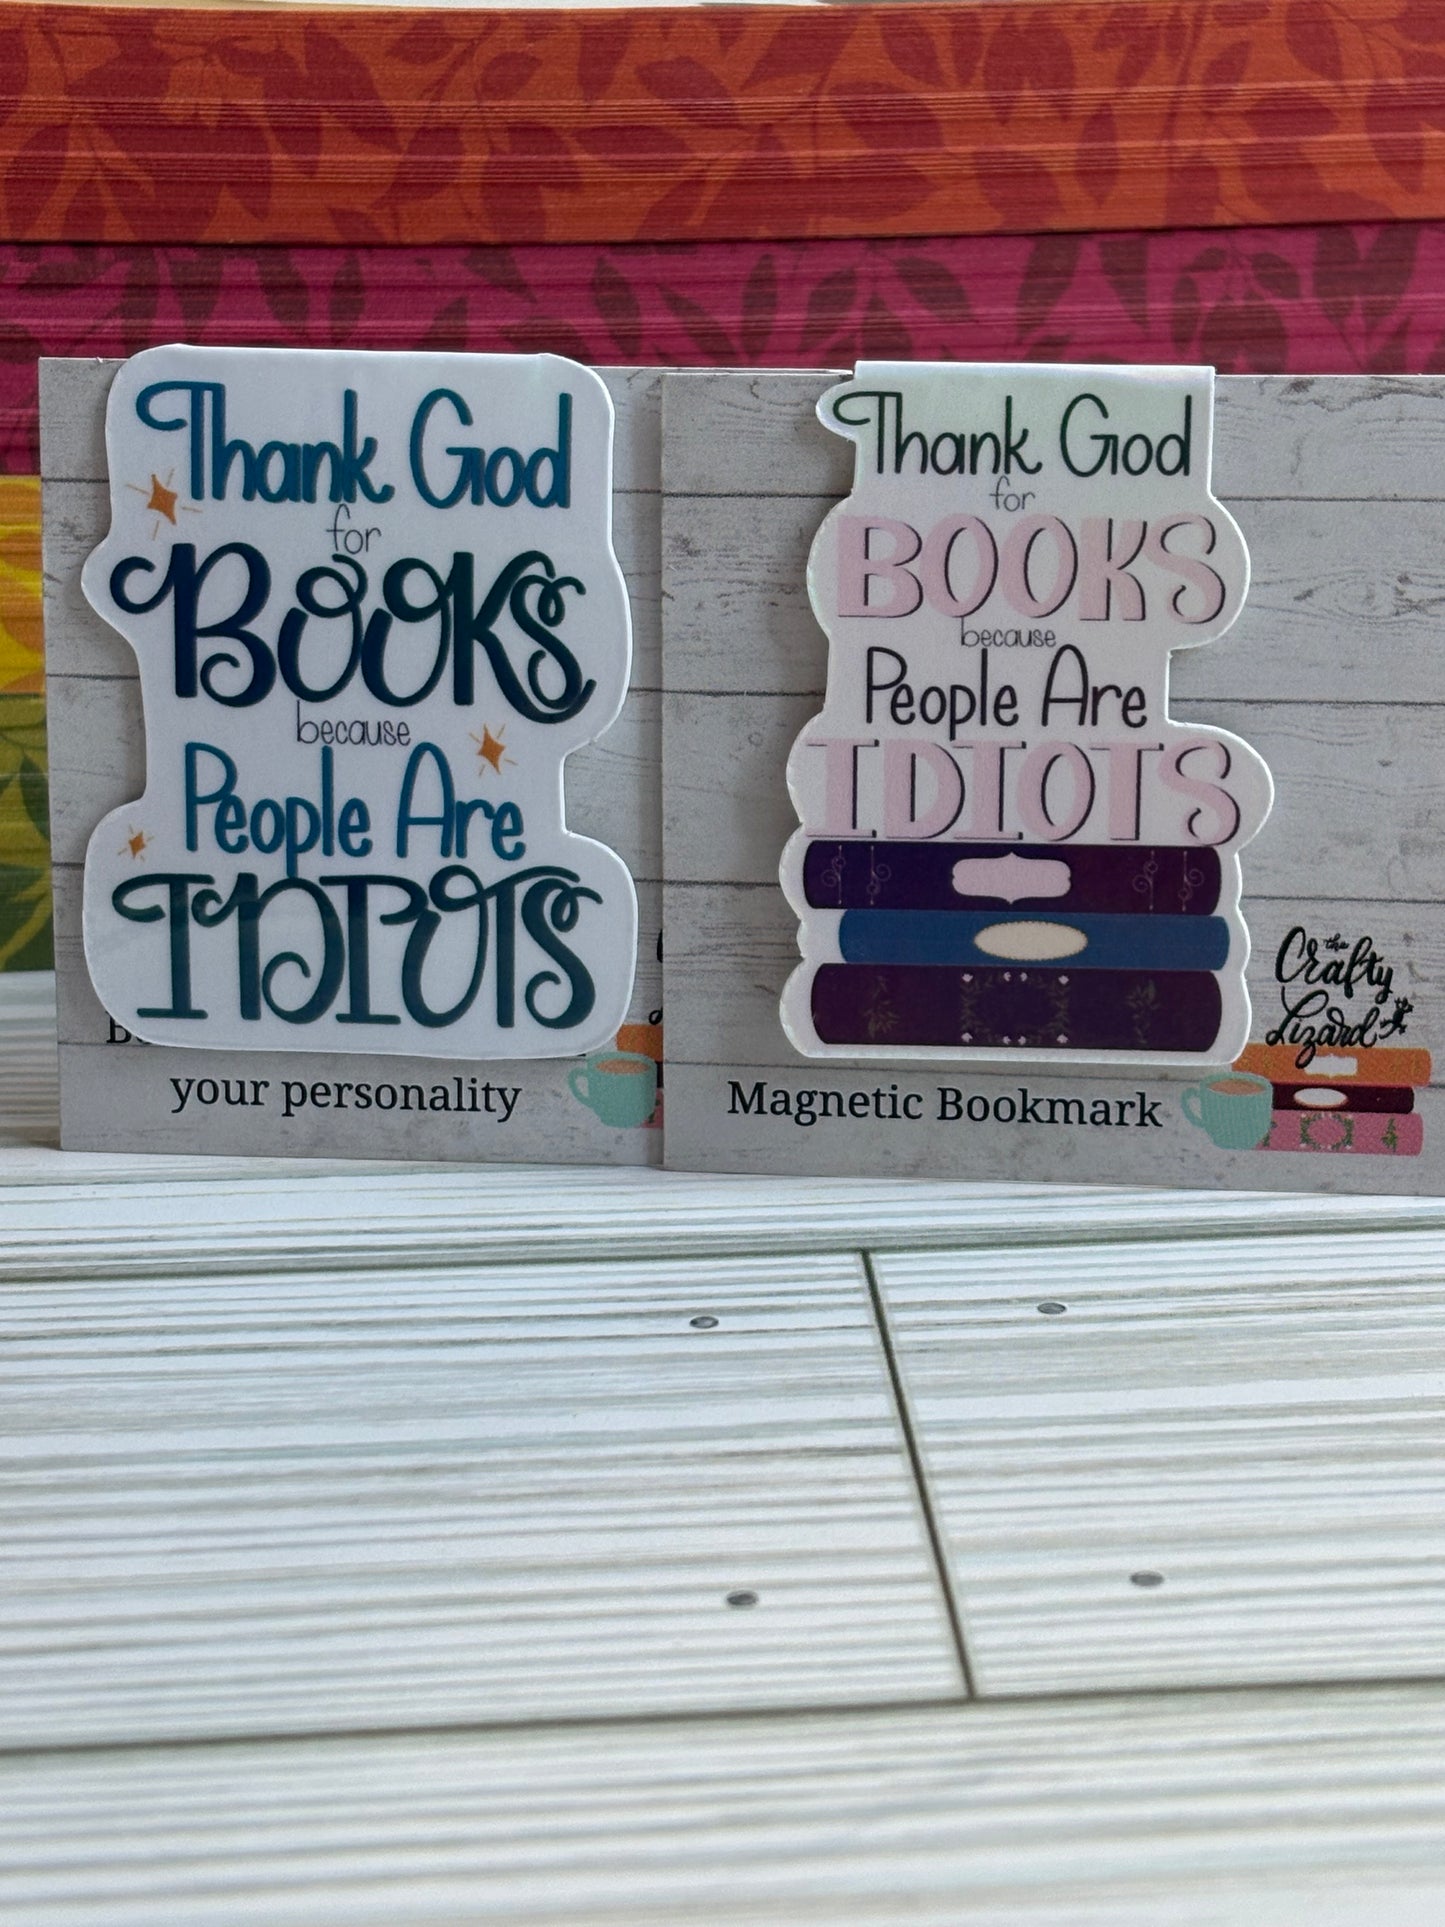 Thank God
for
BOOKS
because
People Are
IDIOTS
your personality
Thank God
for
BOOKS
because
People Are
IDIOTS
the
Crafty
Lizard
Magnetic Bookmark